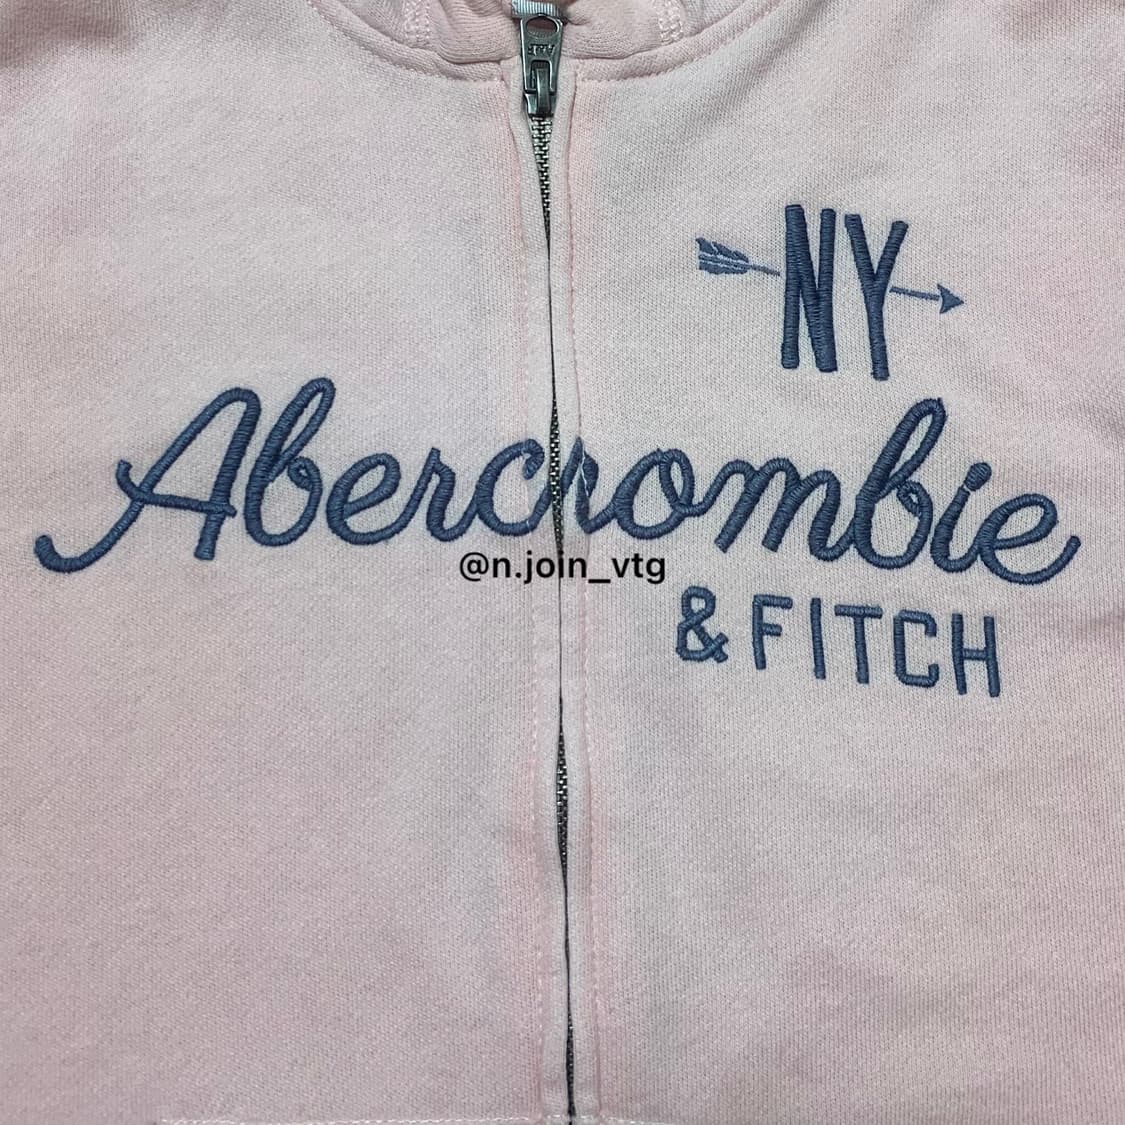 NY
Abercrombie
@n.join_vtg
& FITCH